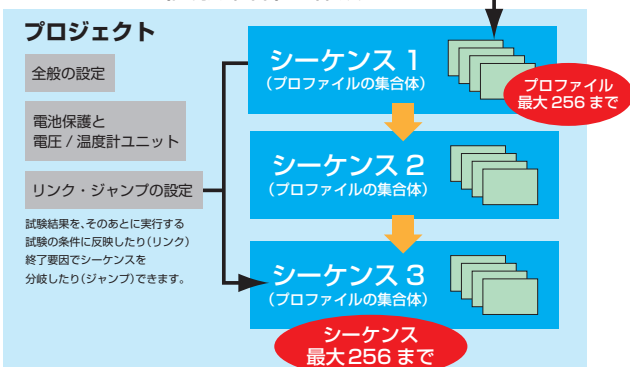 プロジェクト
全般の設定
電池保護と
電圧 / 温度計ユニット
リンク・ジャンプの設定
試験結果を、そのあとに実行する
試験の条件に反映したり（リンク）
終了要因でシーケンスを
分岐したり（ジャンプ）できます。
シーケンス 1
（プロファイルの集合体）
プロファイル
最大 256 まで
シーケンス 2
（プロファイルの集合体）
シーケンス 3
（プロファイルの集合体）
シーケンス
最大 256 まで